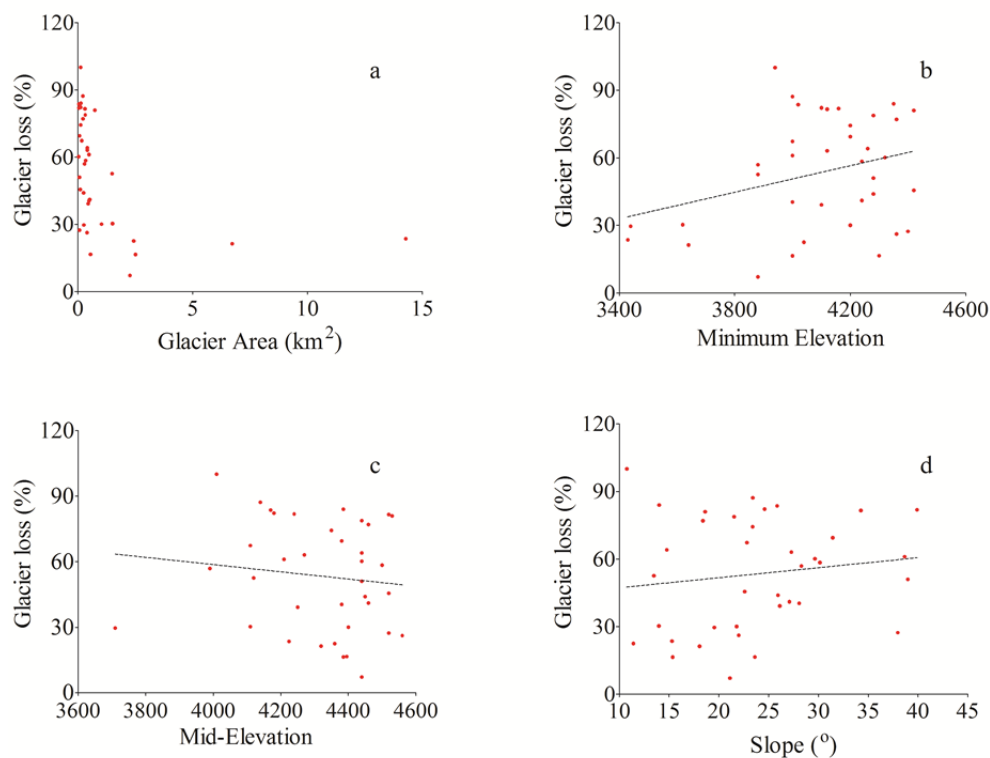 120
90
60
30
0
Glacier loss (%)
a
0 5 10 15
Glacier Area (km²)
120
90
60
30
0
Glacier loss (%)
b
3400 3800 4200 4600
Minimum Elevation
120
90
60
30
0
Glacier loss (%)
c
3600 4000 4200 4400 4600
Mid-Elevation
120
90
60
30
0
Glacier loss (%)
d
10 15 20 25 30 35 40 45
Slope (°)